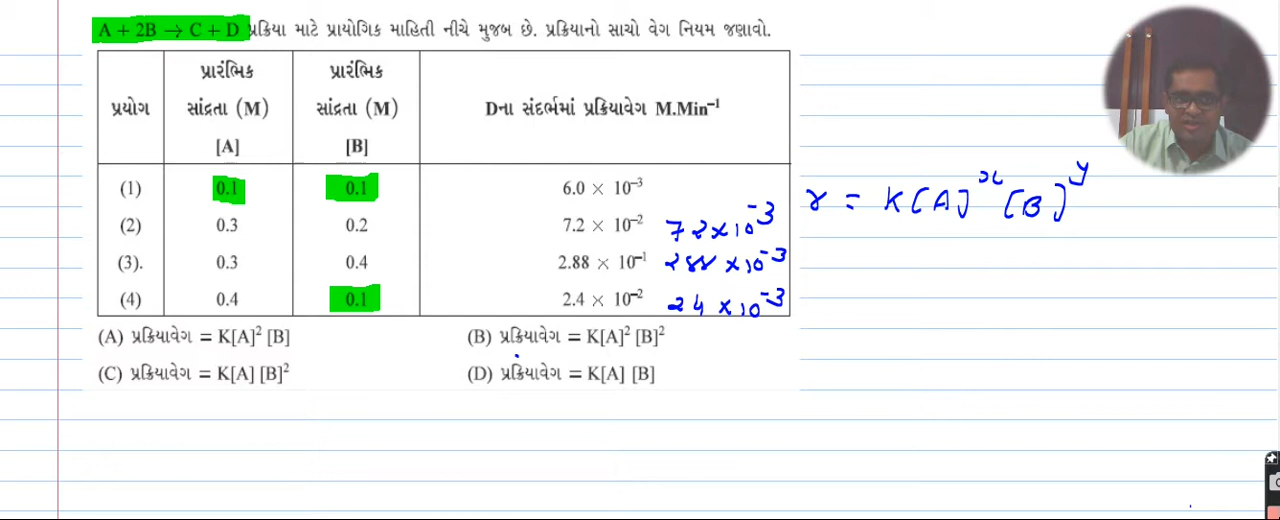 A + 2B → C + D પ્રક્રિયા માટે પ્રાયોગિક માહિતી નીચે મુજબ છે. પ્રક્રિયાનો સાચો વેગ નિયમ જણાવો.
પ્રયોગ પ્રારંભિક સાંદ્રતા (M) [A] પ્રારંભિક સાંદ્રતા (M) [B] Dના સંદર્ભમાં પ્રક્રિયાવેગ M.Min⁻¹
(1) 0.1 0.1 6.0 × 10⁻³
r = K[A]ˣ [B]ʸ
(2) 0.3 0.2 7.2 × 10⁻² 72×10⁻³
(3). 0.3 0.4 2.88 × 10⁻¹ 288×10⁻³
(4) 0.4 0.1 2.4 × 10⁻² 24×10⁻³
(A) પ્રક્રિયાવેગ = K[A]² [B] (B) પ્રક્રિયાવેગ = K[A]² [B]²
(C) પ્રક્રિયાવેગ = K[A] [B]² (D) પ્રક્રિયાવેગ = K[A] [B]